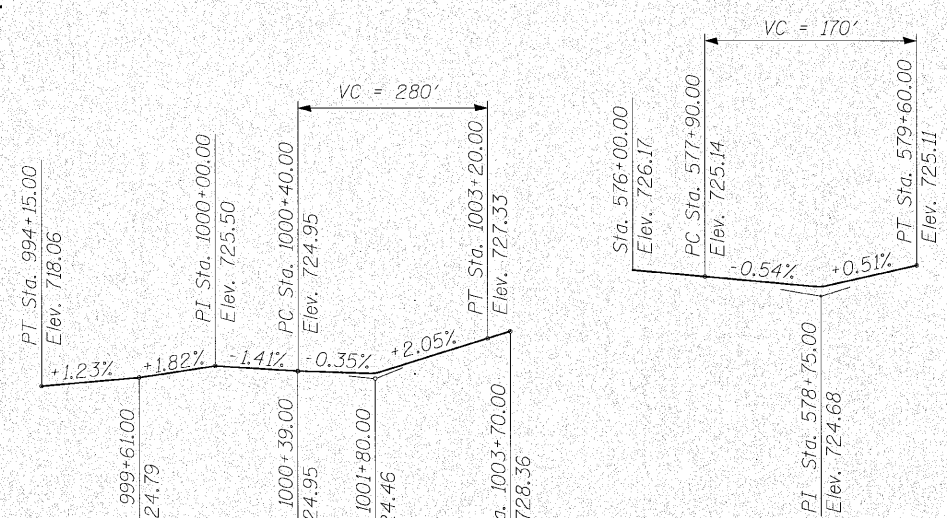 VC = 280'
PT Sta. 994+15.00
Elev. 718.06
PI Sta. 1000+00.00
Elev. 725.50
PC Sta. 1000+40.00
Elev. 724.95
PT Sta. 1003+20.00
Elev. 727.33
+1.23%
+1.82%
-1.41%
-0.35%
+2.05%
999+61.00
24.79
1000+39.00
24.95
1001+80.00
24.46
a. 1003+70.00
728.36
VC = 170'
Sta. 576+00.00
Elev. 726.17
PC Sta. 577+90.00
Elev. 725.14
PT Sta. 579+60.00
Elev. 725.11
-0.54%
+0.51%
PI Sta. 578+75.00
Elev. 724.68